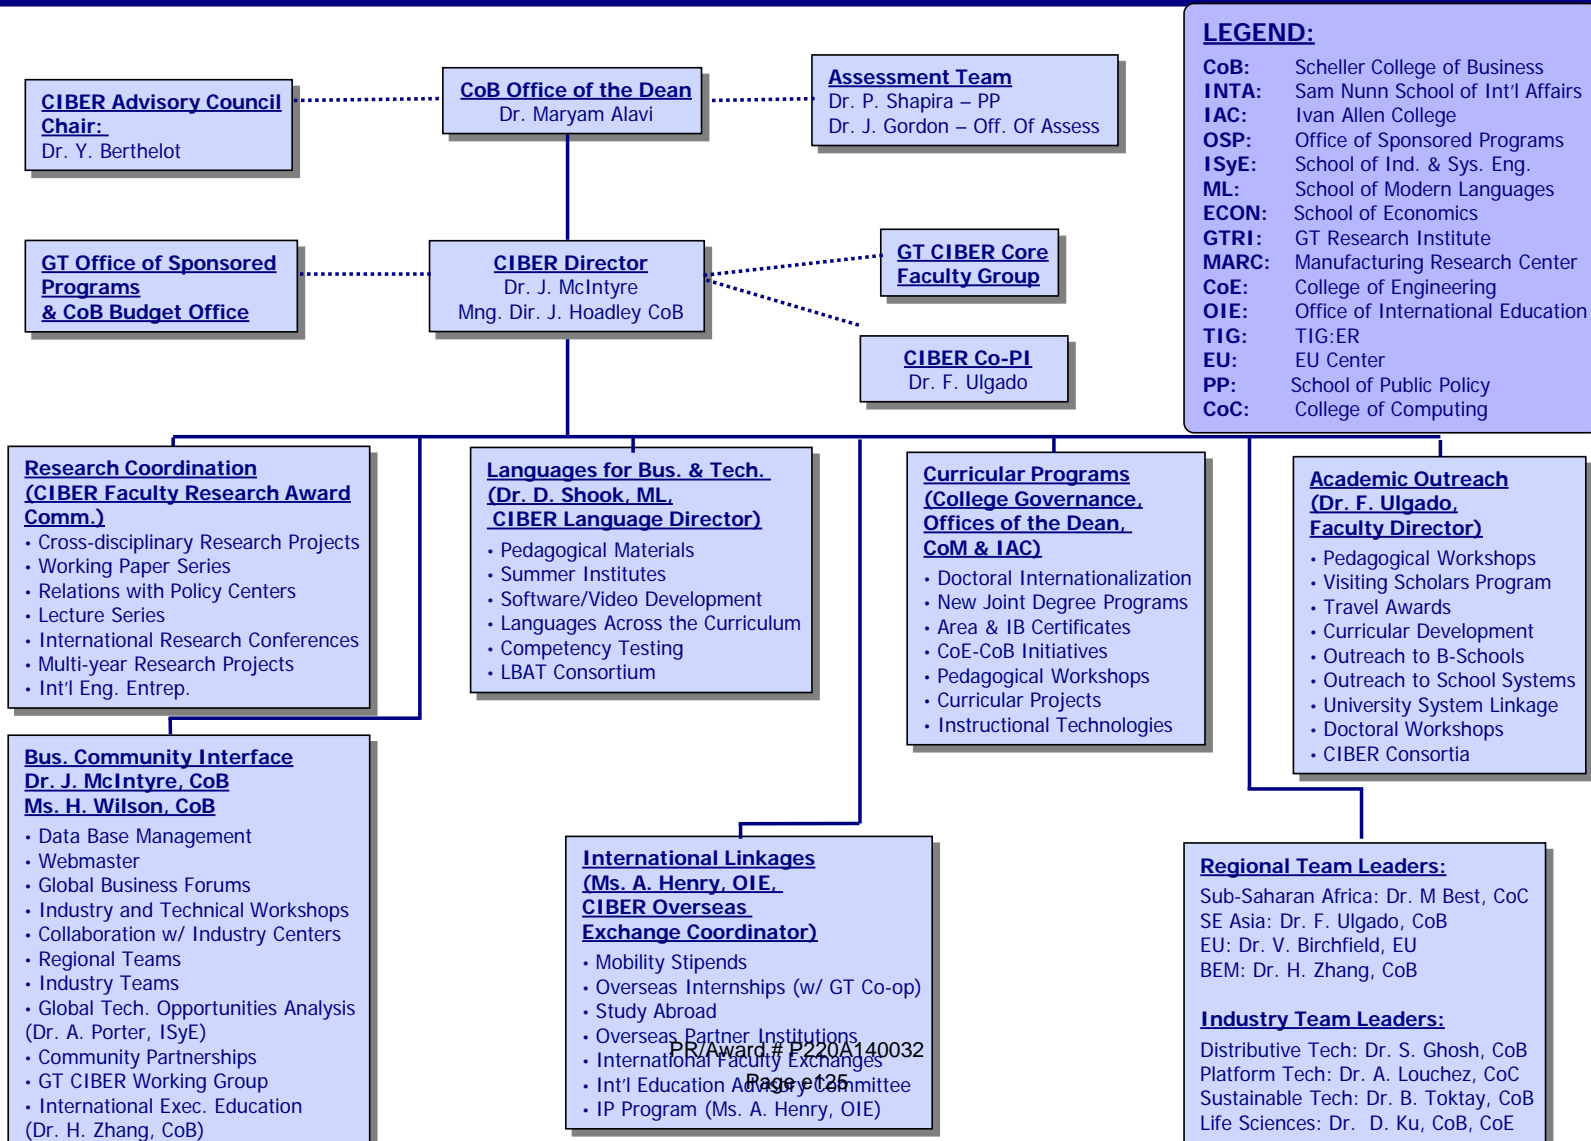 CIBER Advisory Council
Chair:
Dr. Y. Berthelot
CoB Office of the Dean
Dr. Maryam Alavi
Assessment Team
Dr. P. Shapira – PP
Dr. J. Gordon – Off. Of Assess
LEGEND:
CoB: Scheller College of Business
INTA: Sam Nunn School of Int'l Affairs
IAC: Ivan Allen College
OSP: Office of Sponsored Programs
ISyE: School of Ind. & Sys. Eng.
ML: School of Modern Languages
ECON: School of Economics
GTRI: GT Research Institute
MARC: Manufacturing Research Center
CoE: College of Engineering
OIE: Office of International Education
TIG: TIG:ER
EU: EU Center
PP: School of Public Policy
CoC: College of Computing
GT Office of Sponsored
Programs
& CoB Budget Office
CIBER Director
Dr. J. McIntyre
Mng. Dir. J. Hoadley CoB
GT CIBER Core
Faculty Group
CIBER Co-PI
Dr. F. Ulgado
Research Coordination
(CIBER Faculty Research Award
Comm.)
• Cross-disciplinary Research Projects
• Working Paper Series
• Relations with Policy Centers
• Lecture Series
• International Research Conferences
• Multi-year Research Projects
• Int'l Eng. Entrep.
Languages for Bus. & Tech.
(Dr. D. Shook, ML,
CIBER Language Director)
• Pedagogical Materials
• Summer Institutes
• Software/Video Development
• Languages Across the Curriculum
• Competency Testing
• LBAT Consortium
Curricular Programs
(College Governance,
Offices of the Dean,
CoM & IAC)
• Doctoral Internationalization
• New Joint Degree Programs
• Area & IB Certificates
• CoE-CoB Initiatives
• Pedagogical Workshops
• Curricular Projects
• Instructional Technologies
Academic Outreach
(Dr. F. Ulgado,
Faculty Director)
• Pedagogical Workshops
• Visiting Scholars Program
• Travel Awards
• Curricular Development
• Outreach to B-Schools
• Outreach to School Systems
• University System Linkage
• Doctoral Workshops
• CIBER Consortia
Bus. Community Interface
Dr. J. McIntyre, CoB
Ms. H. Wilson, CoB
• Data Base Management
• Webmaster
• Global Business Forums
• Industry and Technical Workshops
• Collaboration w/ Industry Centers
• Regional Teams
• Industry Teams
• Global Tech. Opportunities Analysis
(Dr. A. Porter, ISyE)
• Community Partnerships
• GT CIBER Working Group
• International Exec. Education
(Dr. H. Zhang, CoB)
International Linkages
(Ms. A. Henry, OIE,
CIBER Overseas
Exchange Coordinator)
• Mobility Stipends
• Overseas Internships (w/ GT Co-op)
• Study Abroad
• Overseas Partner Institutions
• International Faculty Exchanges
• Int'l Education Advisory Committee
• IP Program (Ms. A. Henry, OIE)
PR/Award # P220A140032
Page e125
Regional Team Leaders:
Sub-Saharan Africa: Dr. M Best, CoC
SE Asia: Dr. F. Ulgado, CoB
EU: Dr. V. Birchfield, EU
BEM: Dr. H. Zhang, CoB
Industry Team Leaders:
Distributive Tech: Dr. S. Ghosh, CoB
Platform Tech: Dr. A. Louchez, CoC
Sustainable Tech: Dr. B. Toktay, CoB
Life Sciences: Dr. D. Ku, CoB, CoE